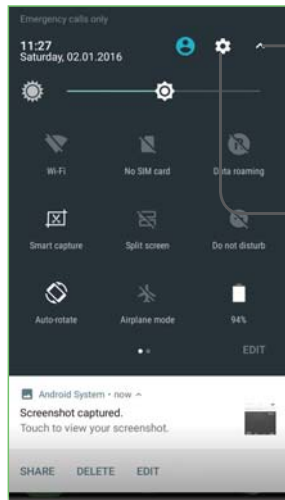 Emergency calls only
11:27
Saturday, 02.01.2016
Wi-Fi
No SIM card
Data roaming
Smart capture
Split screen
Do not disturb
Auto-rotate
Airplane mode
94%
EDIT
Android System • now
Screenshot captured.
Touch to view your screenshot.
SHARE
DELETE
EDIT